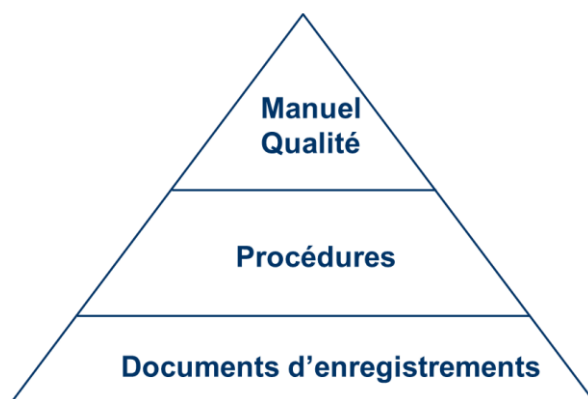 Manuel
Qualité
Procédures
Documents d’enregistrements